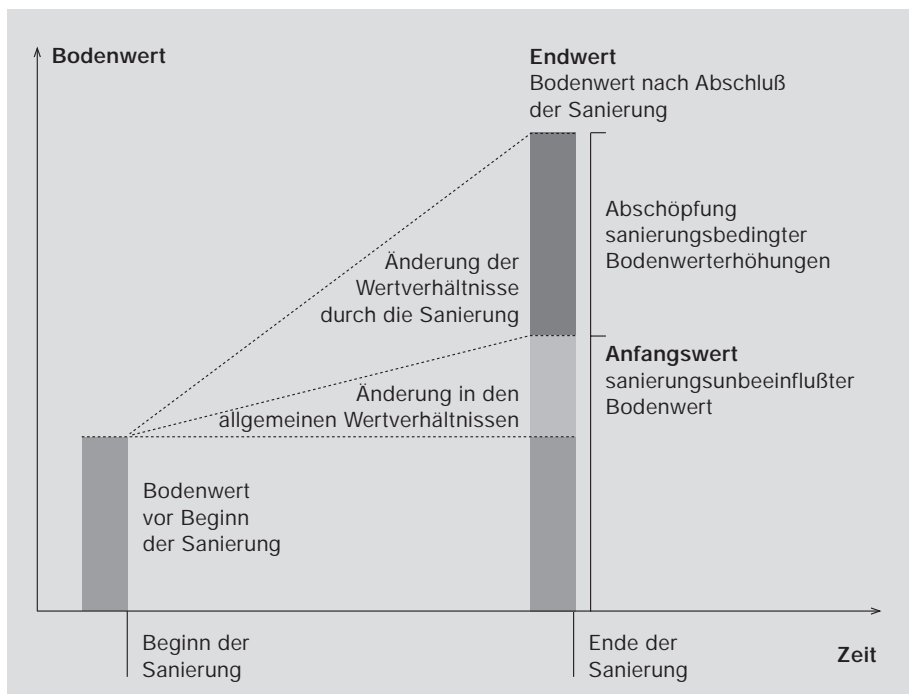 Bodenwert
Endwert
Bodenwert nach Abschluß
der Sanierung
Abschöpfung
sanierungsbedingter
Bodenwerterhöhungen
Änderung der
Wertverhältnisse
durch die Sanierung
Anfangswert
sanierungsunbeeinflußter
Bodenwert
Änderung in den
allgemeinen Wertverhältnissen
Bodenwert
vor Beginn
der Sanierung
Beginn der
Sanierung
Ende der
Sanierung
Zeit